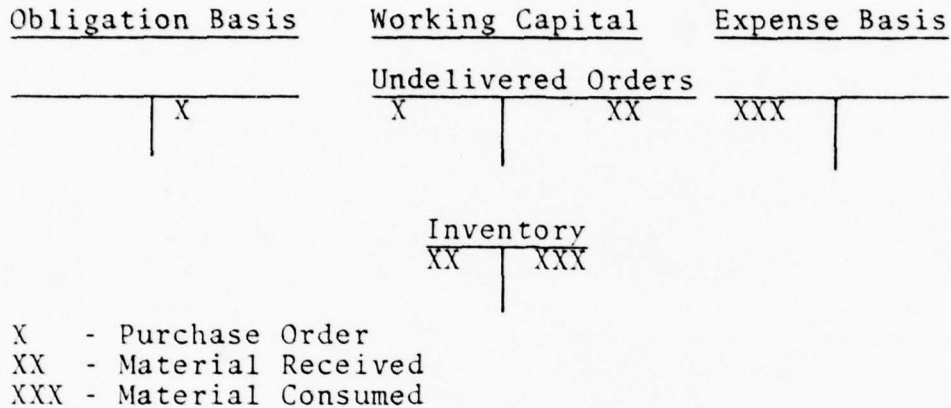 Obligation Basis Working Capital Expense Basis
Undelivered Orders
X X XX XXX
Inventory
XX XXX
X - Purchase Order
XX - Material Received
XXX - Material Consumed